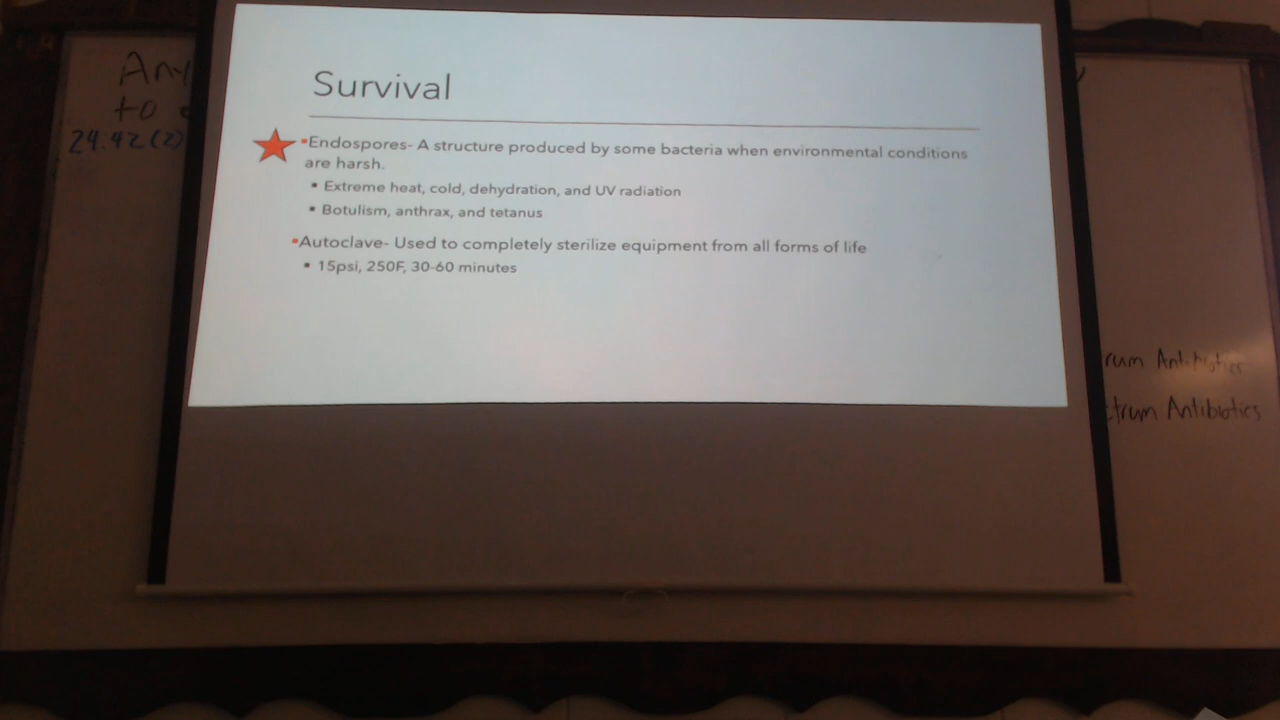 Survival
Endospores- A structure produced by some bacteria when environmental conditions
are harsh.
Extreme heat, cold, dehydration, and UV radiation
Botulism, anthrax, and tetanus
Autoclave- Used to completely sterilize equipment from all forms of life
15psi, 250F, 30-60 minutes
to
24:42(2)
Antibiotics
Antibiotics